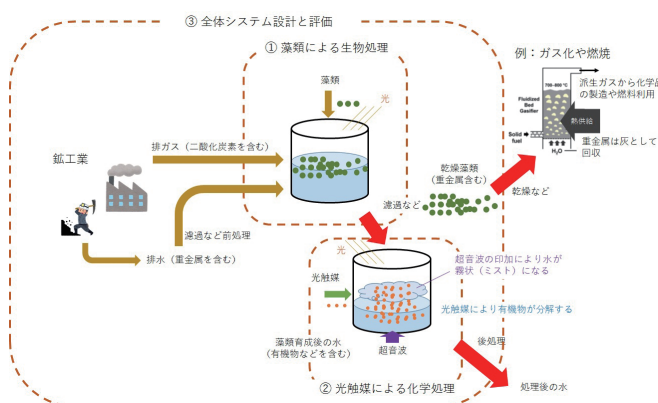 ③ 全体システム設計と評価
① 藻類による生物処理
藻類
光
例：ガス化や燃焼
700-800 °C
Fluidized
Bed
Gasifier
Solid
fuel
H₂O
熱供給
派生ガスから化学品
の製造や燃料利用
重金属は灰として
回収
鉱工業
排ガス（二酸化炭素を含む）
濾過など前処理
排水（重金属を含む）
濾過など
乾燥藻類
（重金属含む）
乾燥など
光
光触媒
超音波の印加により水が
霧状（ミスト）になる
光触媒により有機物が分解する
藻類育成後の水
（有機物などを含む）
超音波
後処理
② 光触媒による化学処理
処理後の水